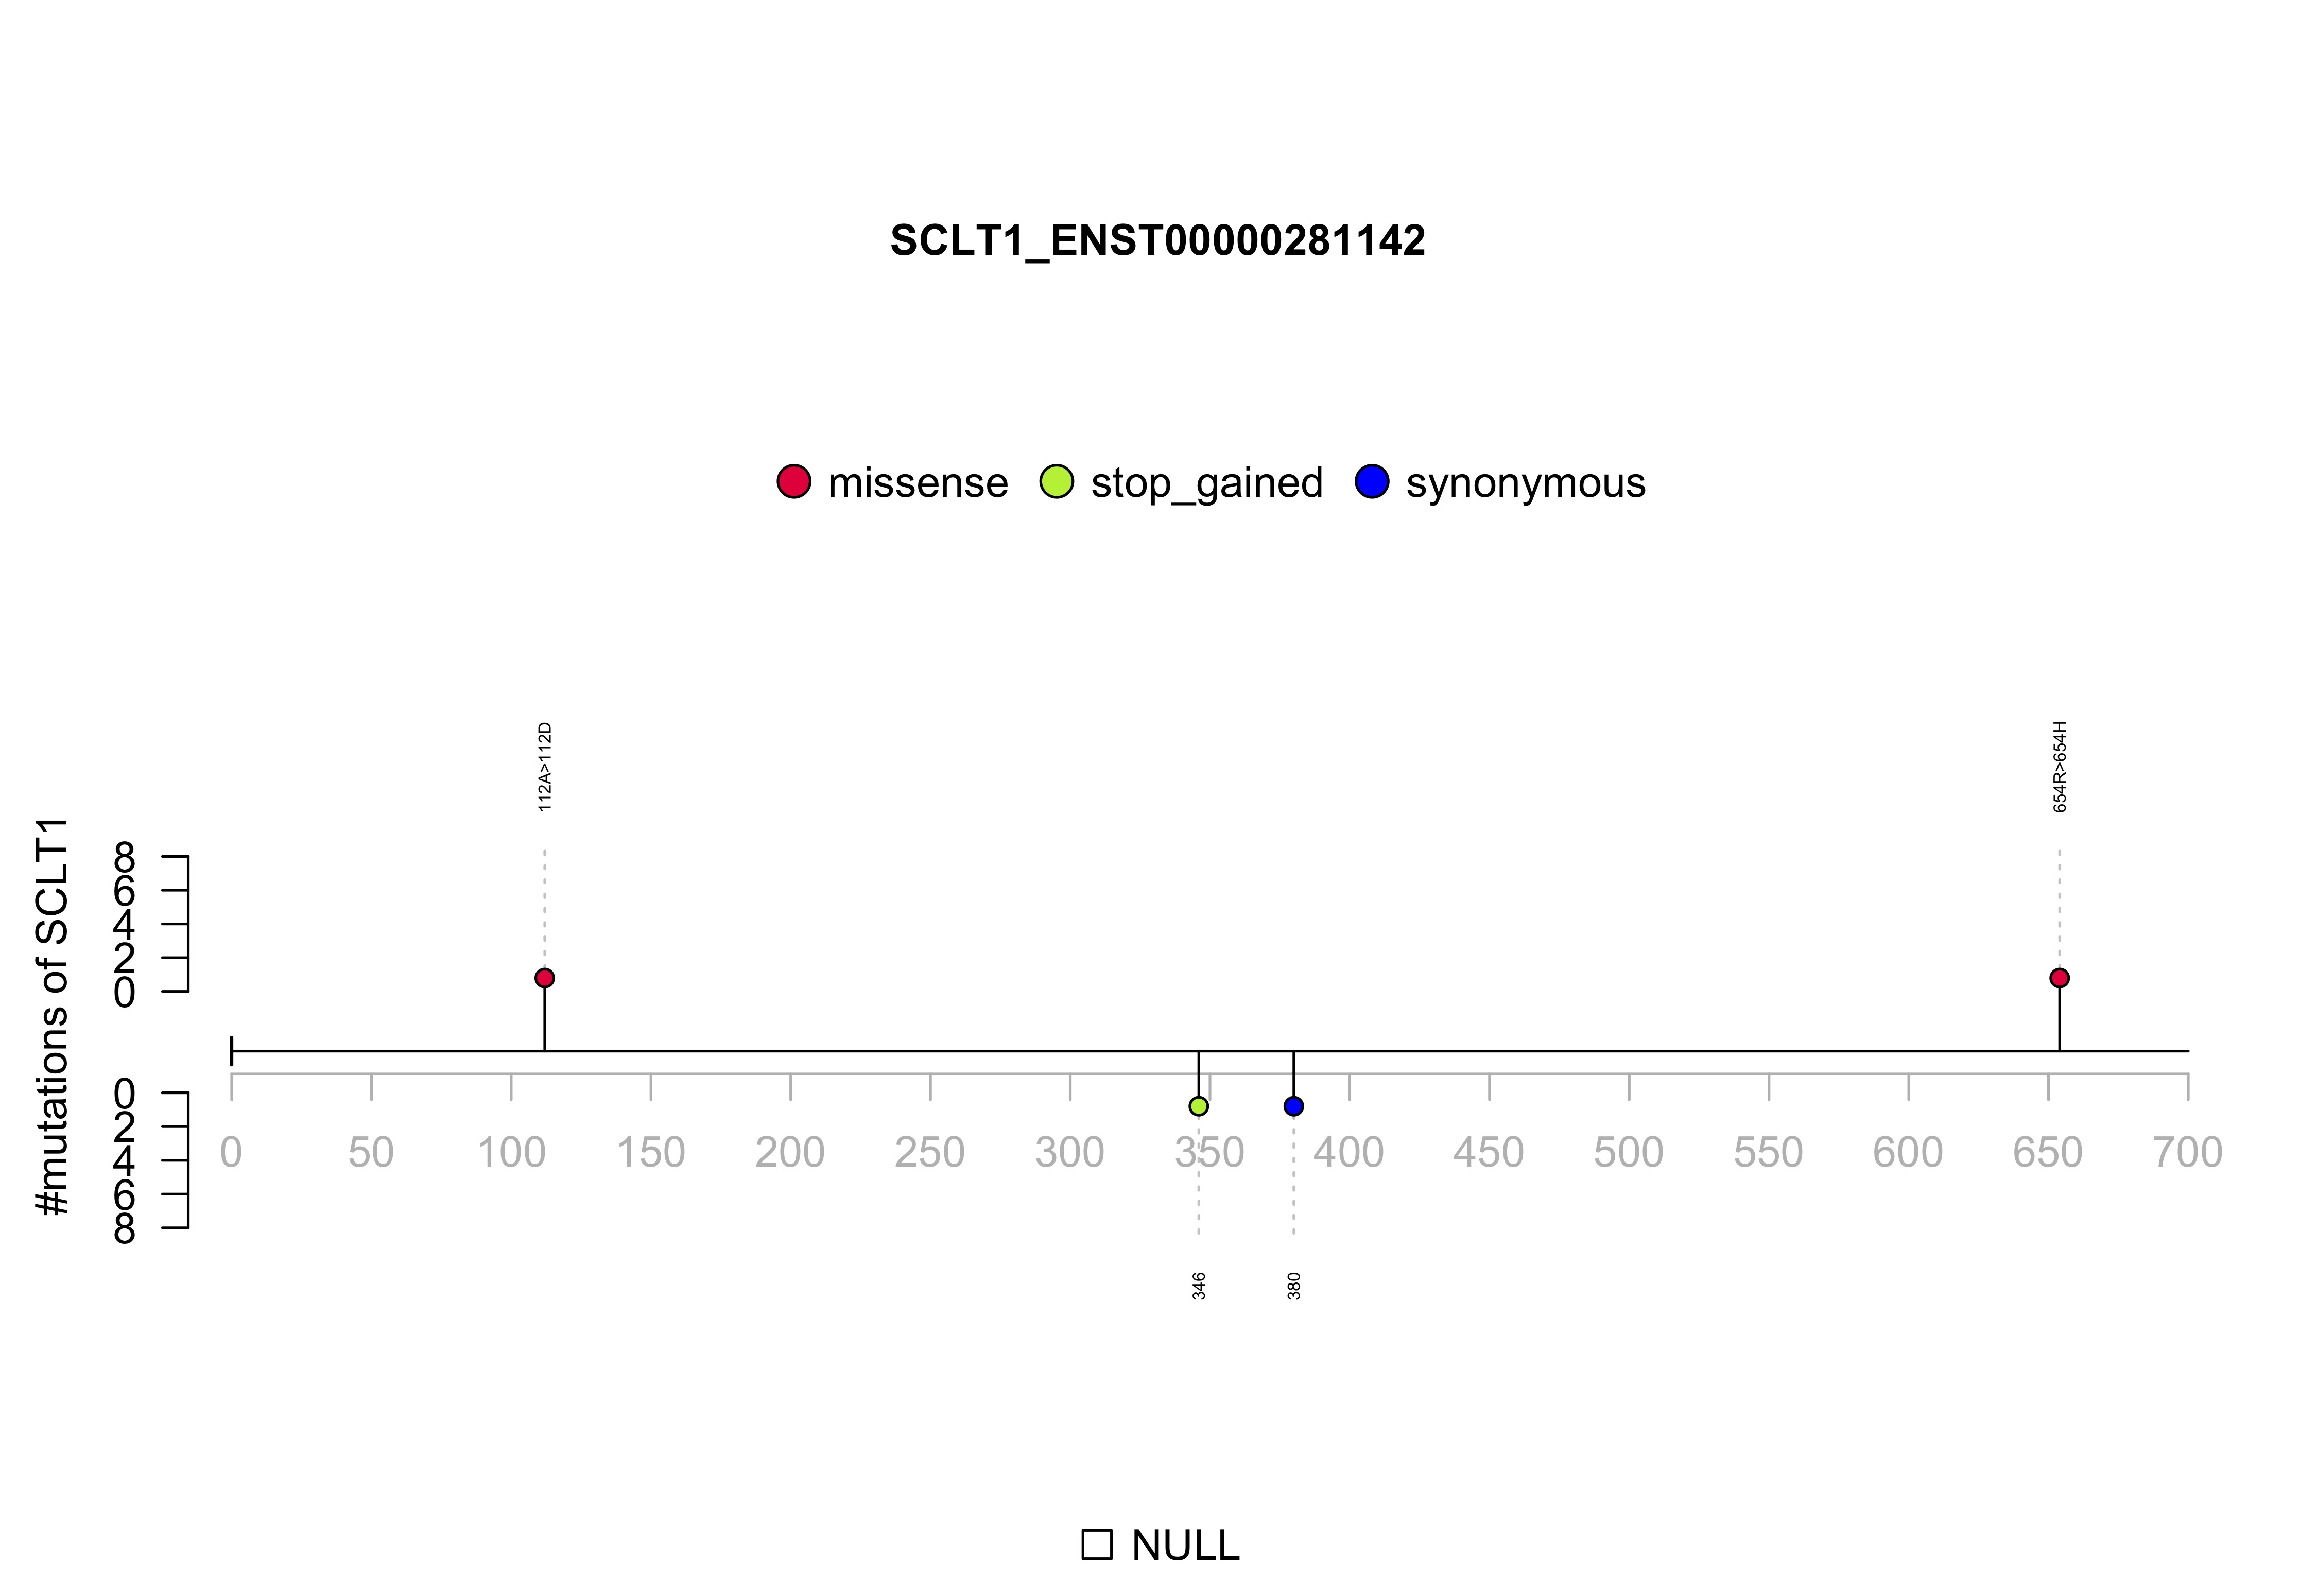 SCLT1_ENST00000281142
missense stop_gained synonymous
112A>112D
654R>654H
#mutations of SCLT1
8
6
4
2
0
0
2
4
6
8
0 50 100 150 200 250 300 350 400 450 500 550 600 650 700
346
380
NULL